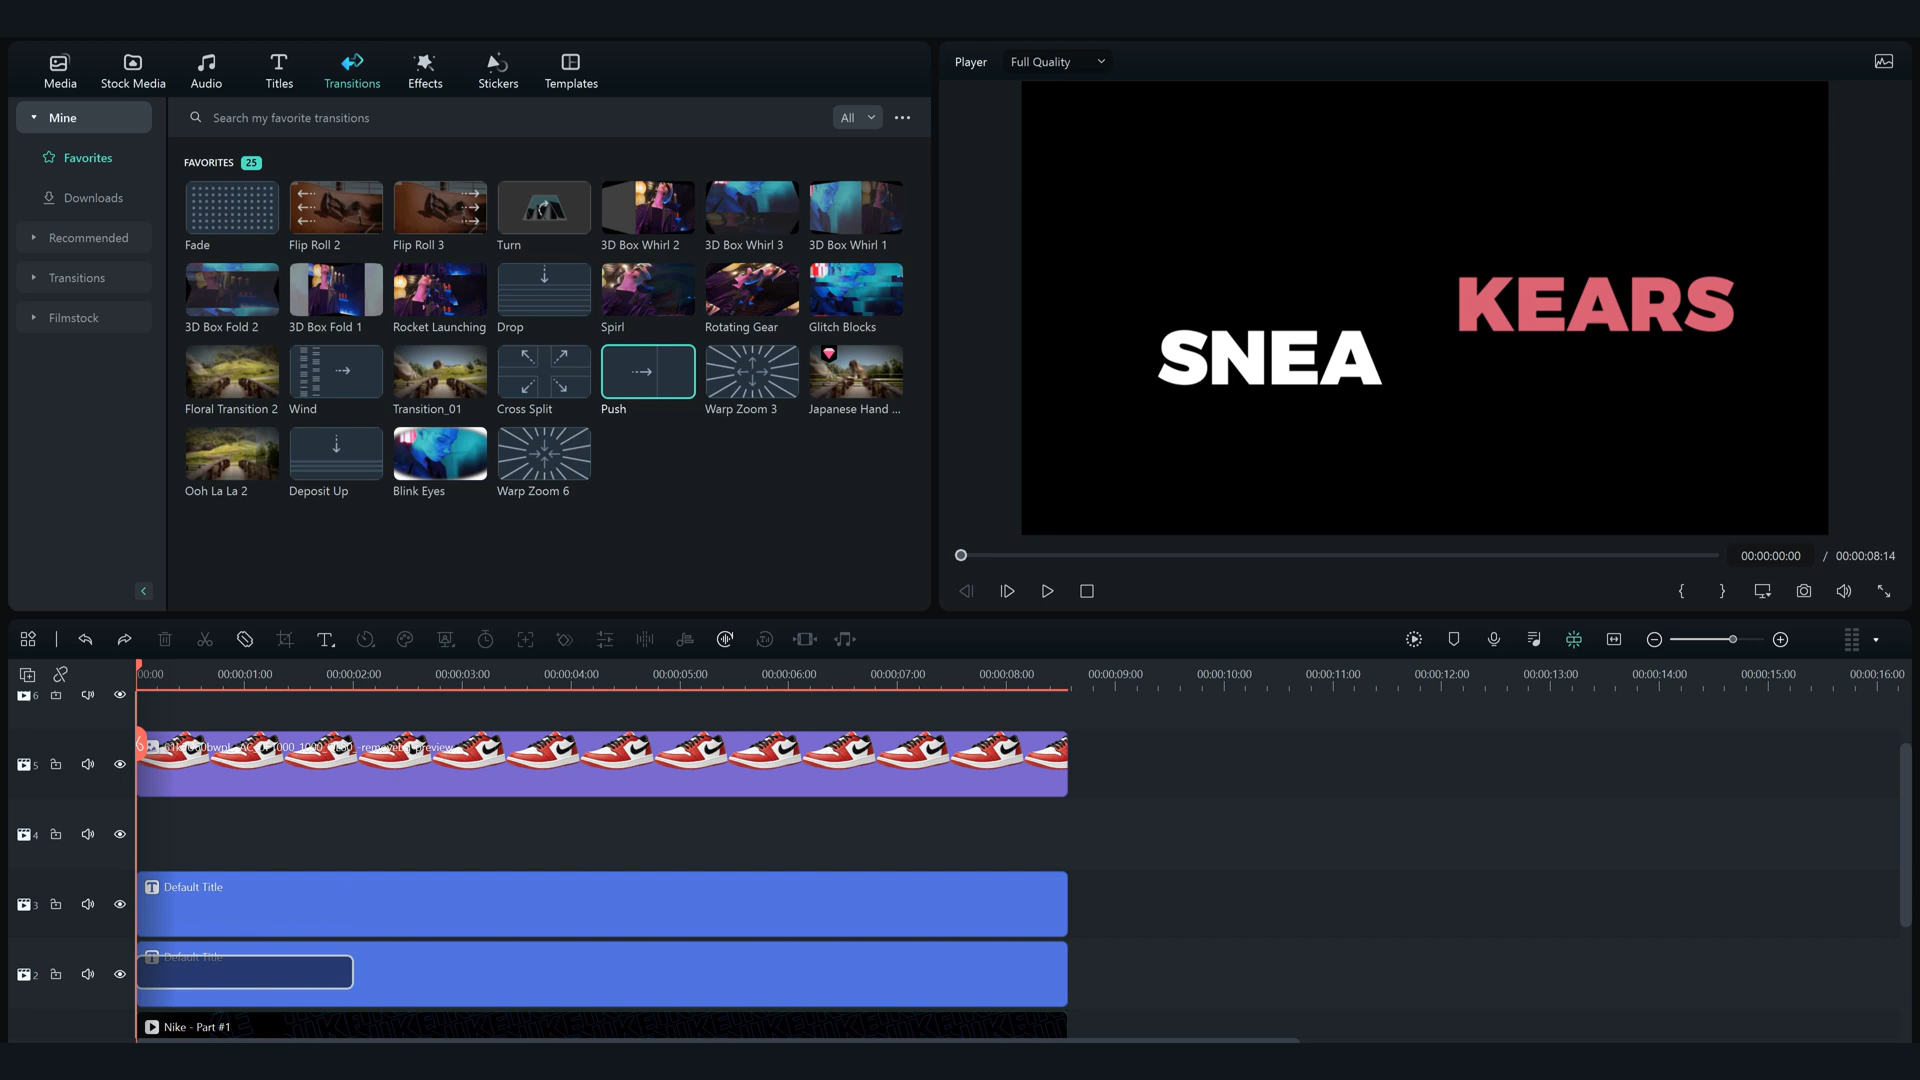 Media
Stock Media
Audio
Titles
Transitions
Effects
Stickers
Templates
Player
Full Quality
Mine
Search my favorite transitions
All
Favorites
FAVORITES 25
Downloads
Recommended
Transitions
Filmstock
Fade
Flip Roll 2
Flip Roll 3
Turn
3D Box Whirl 2
3D Box Whirl 3
3D Box Whirl 1
3D Box Fold 2
3D Box Fold 1
Rocket Launching
Drop
Spirl
Rotating Gear
Glitch Blocks
Floral Transition 2
Wind
Transition_01
Cross Split
Push
Warp Zoom 3
Japanese Hand ...
Ooh La La 2
Deposit Up
Blink Eyes
Warp Zoom 6
KEARS
SNEA
00:00:00:00 / 00:00:08:14
00:00
00:00:01:00
00:00:02:00
00:00:03:00
00:00:04:00
00:00:05:00
00:00:06:00
00:00:07:00
00:00:08:00
00:00:09:00
00:00:10:00
00:00:11:00
00:00:12:00
00:00:13:00
00:00:14:00
00:00:15:00
00:00:16:00
6
5
4
3
Default Title
2
Default Title
Nike - Part #1